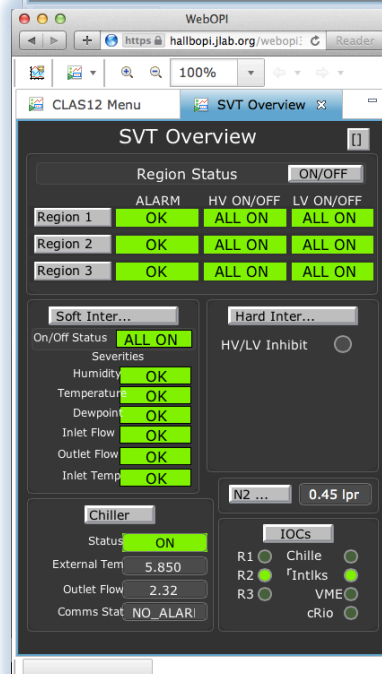 WebOPI
https hallbopi.jlab.org/webopi: Reader
100%
CLAS12 Menu SVT Overview
SVT Overview []
Region Status ON/OFF
ALARM HV ON/OFF LV ON/OFF
Region 1 OK ALL ON ALL ON
Region 2 OK ALL ON ALL ON
Region 3 OK ALL ON ALL ON
Soft Inter...
On/Off Status ALL ON
Severities
Humidity OK
Temperature OK
Dewpoint OK
Inlet Flow OK
Outlet Flow OK
Inlet Temp OK
Hard Inter...
HV/LV Inhibit
N2 ... 0.45 lpr
Chiller
Status ON
External Tem 5.850
Outlet Flow 2.32
Comms Stat NO_ALARI
IOCs
R1 Chille
R2 r Intlks
R3 VME
cRio